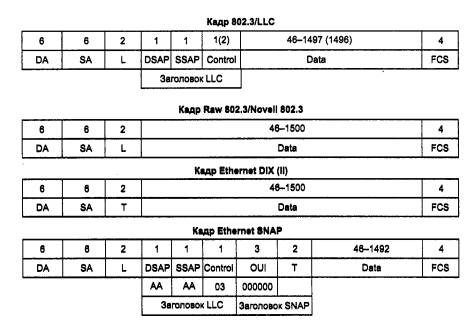 Кадр 802.3/LLC
6 6 2 1 1 1(2) 46–1497 (1496) 4
DA SA L DSAP SSAP Control Data FCS
Заголовок LLC
Кадр Raw 802.3/Novell 802.3
6 6 2 46–1500 4
DA SA L Data FCS
Кадр Ethernet DIX (II)
6 6 2 46–1500 4
DA SA T Data FCS
Кадр Ethernet SNAP
6 6 2 1 1 1 3 2 46–1492 4
DA SA L DSAP SSAP Control OUI T Data FCS
AA AA 03 000000
Заголовок LLC Заголовок SNAP